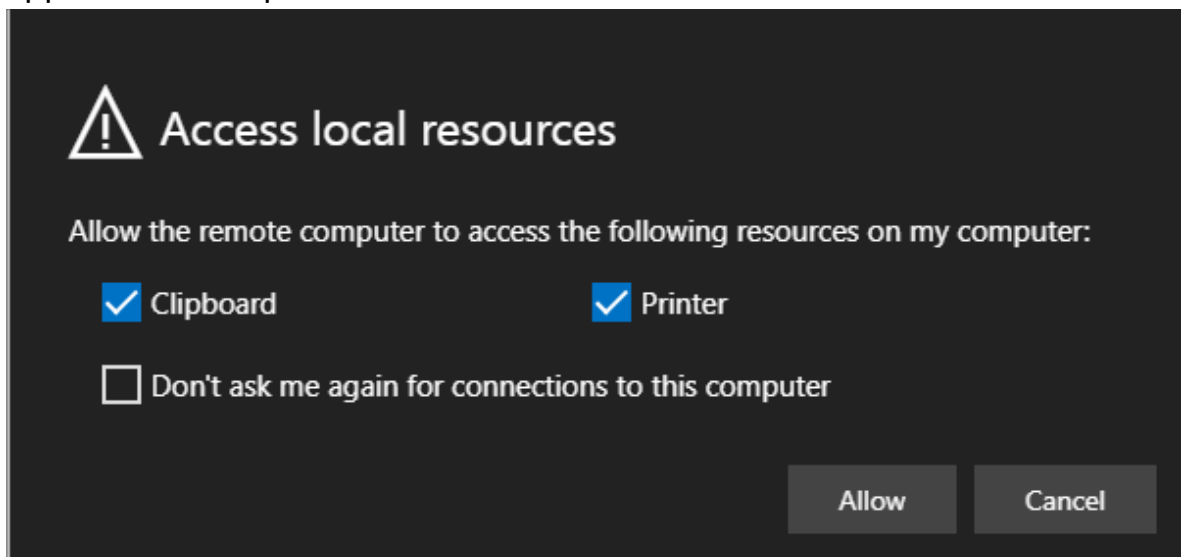 Access local resources
Allow the remote computer to access the following resources on my computer:
Clipboard Printer
Don't ask me again for connections to this computer
Allow Cancel